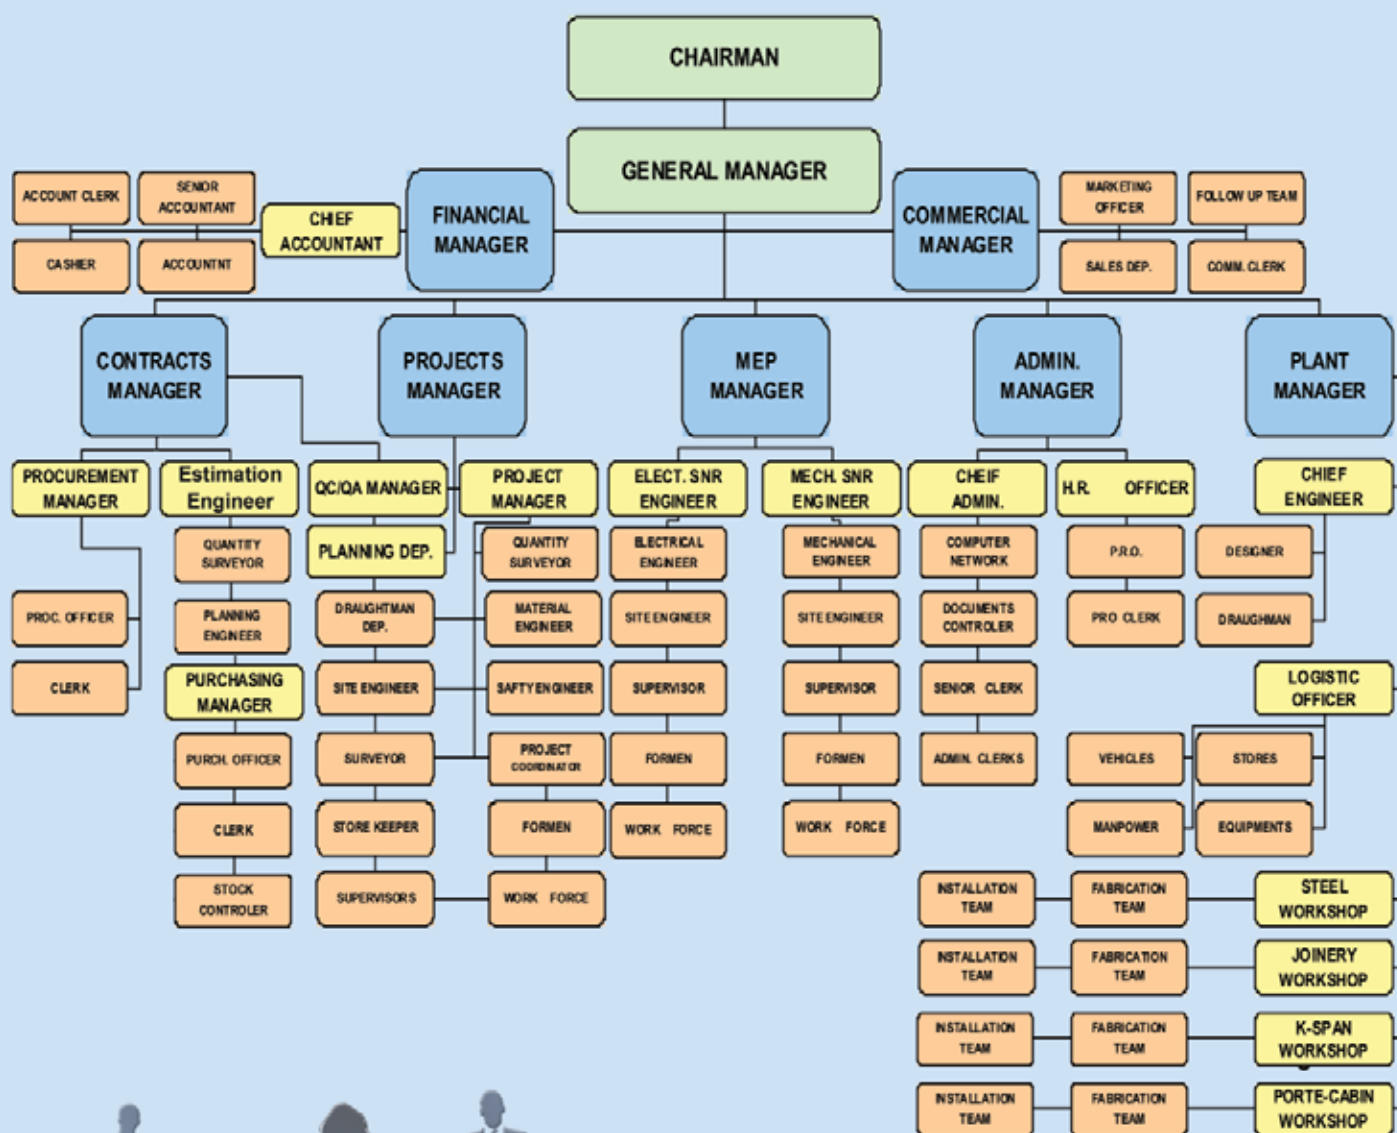 CHAIRMAN
GENERAL MANAGER
ACCOUNT CLERK
SENIOR
ACCOUNTANT
CASHIER
ACCOUNTNT
CHIEF
ACCOUNTANT
FINANCIAL
MANAGER
COMMERCIAL
MANAGER
MARKETING
OFFICER
FOLLOW UP TEAM
SALES DEP.
COMM. CLERK
CONTRACTS
MANAGER
PROJECTS
MANAGER
MEP
MANAGER
ADMIN.
MANAGER
PLANT
MANAGER
PROCUREMENT
MANAGER
Estimation
Engineer
QC/QA MANAGER
PROJECT
MANAGER
ELECT. SNR
ENGINEER
MECH. SNR
ENGINEER
CHEIF
ADMIN.
H.R. OFFICER
CHIEF
ENGINEER
QUANTITY
SURVEYOR
PLANNING DEP.
QUANTITY
SURVEYOR
ELECTRICAL
ENGINEER
MECHANICAL
ENGINEER
COMPUTER
NETWORK
P.R.O.
DESIGNER
PROC. OFFICER
PLANNING
ENGINEER
DRAUGHTMAN
DEP.
MATERIAL
ENGINEER
SITE ENGINEER
SITE ENGINEER
DOCUMENTS
CONTROLER
PRO CLERK
DRAUGHMAN
CLERK
PURCHASING
MANAGER
SITE ENGINEER
SAFTY ENGINEER
SUPERVISOR
SUPERVISOR
SENIOR CLERK
LOGISTIC
OFFICER
PURCH. OFFICER
SURVEYOR
PROJECT
COORDINATOR
FORMEN
FORMEN
ADMIN. CLERKS
VEHICLES
STORES
CLERK
STORE KEEPER
FORMEN
WORK FORCE
WORK FORCE
MANPOWER
EQUIPMENTS
STOCK
CONTROLER
SUPERVISORS
WORK FORCE
INSTALLATION
TEAM
FABRICATION
TEAM
STEEL
WORKSHOP
INSTALLATION
TEAM
FABRICATION
TEAM
JOINERY
WORKSHOP
INSTALLATION
TEAM
FABRICATION
TEAM
K-SPAN
WORKSHOP
INSTALLATION
TEAM
FABRICATION
TEAM
PORTE-CABIN
WORKSHOP